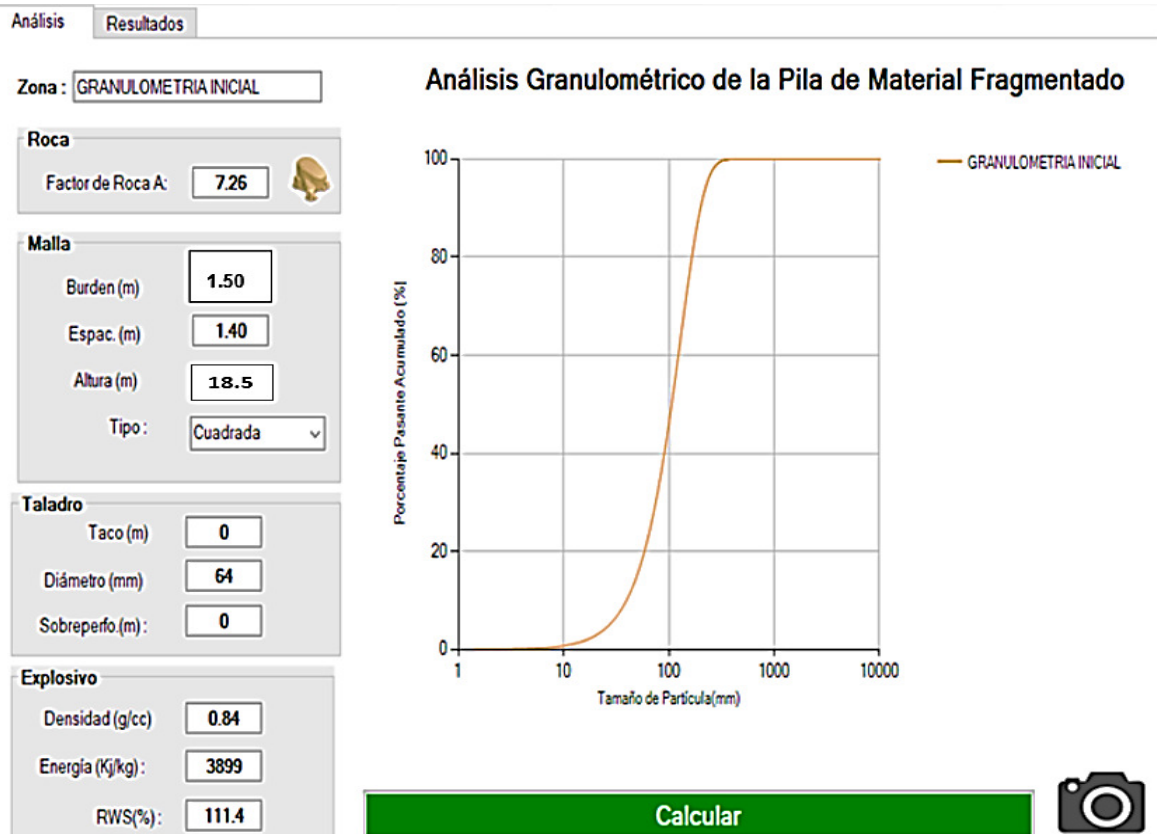 Análisis
Resultados
Zona : GRANULOMETRIA INICIAL
Roca
Factor de Roca A: 7.26
Malla
Burden (m) 1.50
Espac. (m) 1.40
Altura (m) 18.5
Tipo : Cuadrada
Taladro
Taco (m) 0
Diámetro (mm) 64
Sobreperfo.(m) : 0
Explosivo
Densidad (g/cc) 0.84
Energía (Kj/kg) : 3899
RWS(%) : 111.4
Análisis Granulométrico de la Pila de Material Fragmentado
GRANULOMETRIA INICIAL
Porcentaje Pasante Acumulado (%)
100
80
60
40
20
0
1 10 100 1000 10000
Tamaño de Partícula(mm)
Calcular